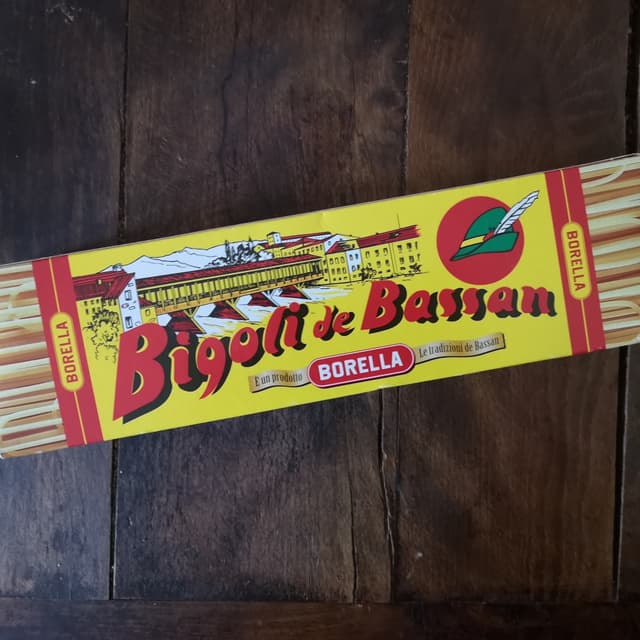 BORELLA
Bigoli de Bassan
E un prodotto
BORELLA
Le tradizioni de Bassan
BORELLA